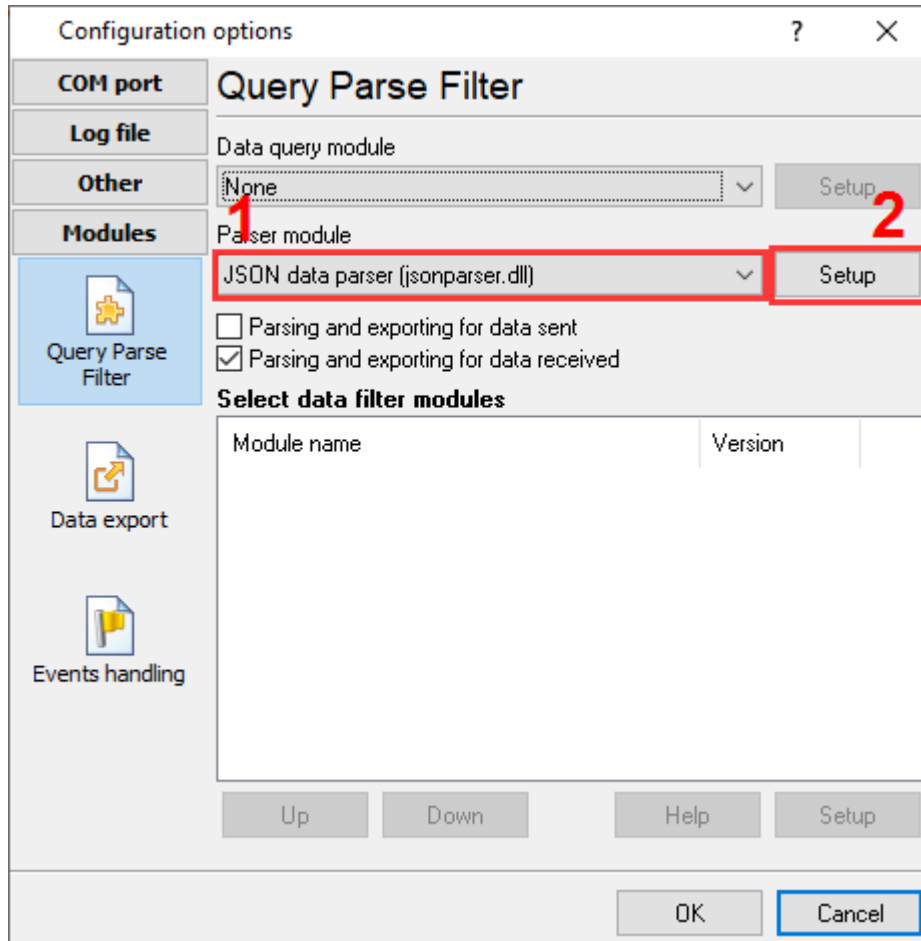 Configuration options
?
COM port
Log file
Other
Modules
Query Parse
Filter
Data export
Events handling
Query Parse Filter
Data query module
None
Setup
1
2
Parser module
JSON data parser (jsonparser.dll)
Setup
Parsing and exporting for data sent
Parsing and exporting for data received
Select data filter modules
Module name Version
Up Down Help Setup
OK Cancel